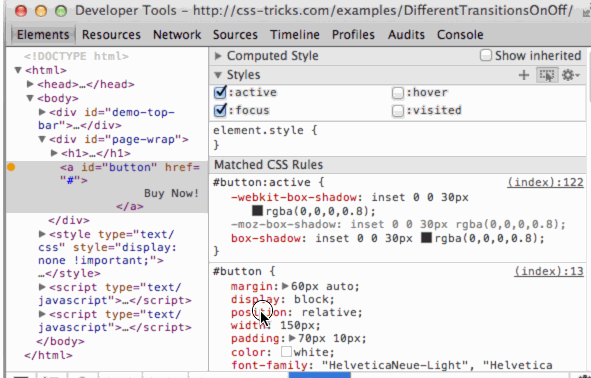 Developer Tools - http://css-tricks.com/examples/DifferentTransitionsOnOff/
Elements Resources Network Sources Timeline Profiles Audits Console
<!DOCTYPE html>
▼<html>
▶<head>…</head>
▼<body>
▶<div id="demo-top-
bar">…</div>
▼<div id="page-wrap">
▶<h1>…</h1>
<a id="button" href=
"#">
Buy Now!
</a>
</div>
▶<style type="text/
css" style="display:
none !important;">
…</style>
▶<script type="text/
javascript">…</script>
▶<script type="text/
javascript">…</script>
</body>
</html>
▶ Computed Style Show inherited
▼ Styles
:active :hover
:focus :visited
element.style {
}
Matched CSS Rules
#button:active { (index):122
-webkit-box-shadow: inset 0 0 30px
rgba(0,0,0,0.8);
-moz-box-shadow: inset 0 0 30px rgba(0,0,0,0.8);
box-shadow: inset 0 0 30px rgba(0,0,0,0.8);
}
#button { (index):13
margin:▶60px auto;
display: block;
position: relative;
width: 150px;
padding:▶70px 10px;
color: white;
font-family: "HelveticaNeue-Light", "Helvetica